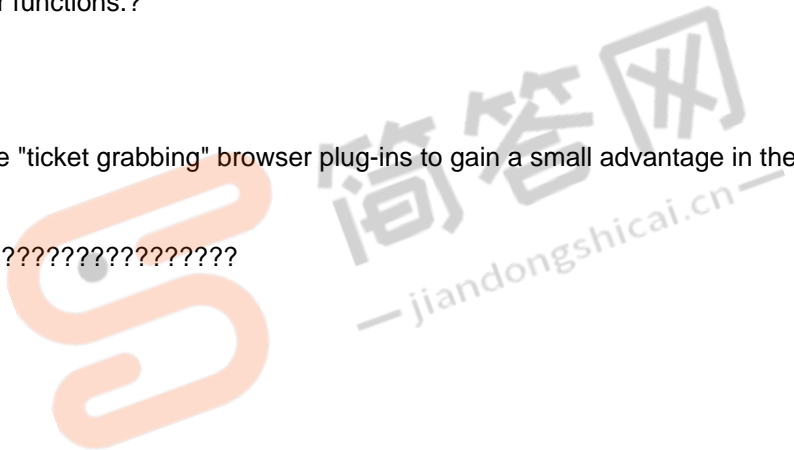 r functions.?
e "ticket grabbing" browser plug-ins to gain a small advantage in the
????????????????
简答网
jiandongshicai.cn